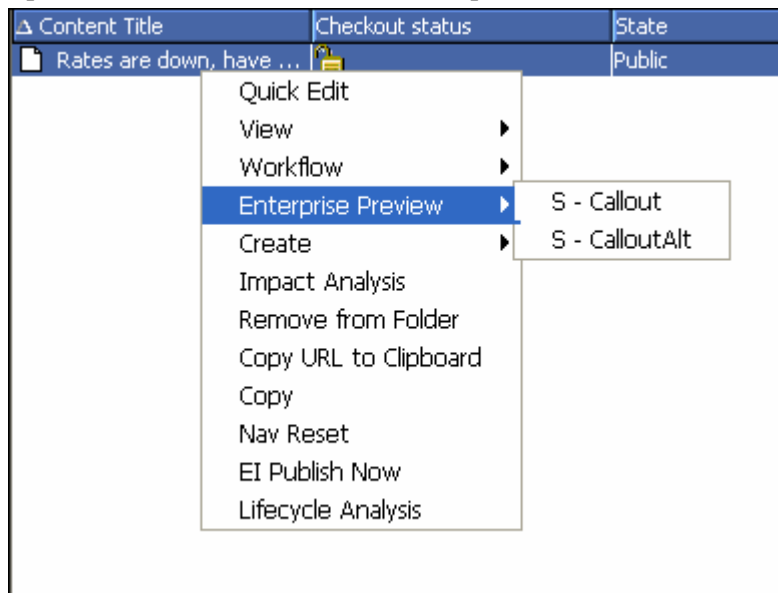 Content Title Checkout status State
Rates are down, have ... Public
Quick Edit
View
Workflow
Enterprise Preview S - Callout
Create S - CalloutAlt
Impact Analysis
Remove from Folder
Copy URL to Clipboard
Copy
Nav Reset
EI Publish Now
Lifecycle Analysis